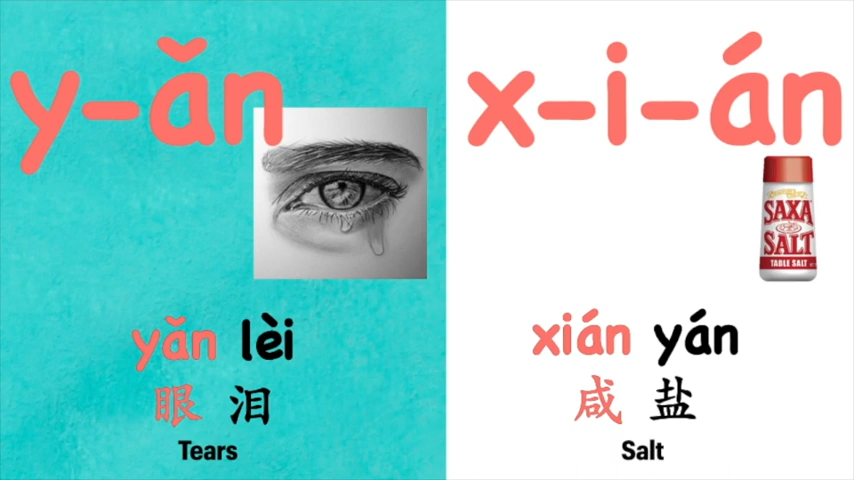 y-ǎn
yǎn lèi
眼 泪
Tears
x-i-án
SAXA
SALT
TABLE SALT
xián yán
咸 盐
Salt